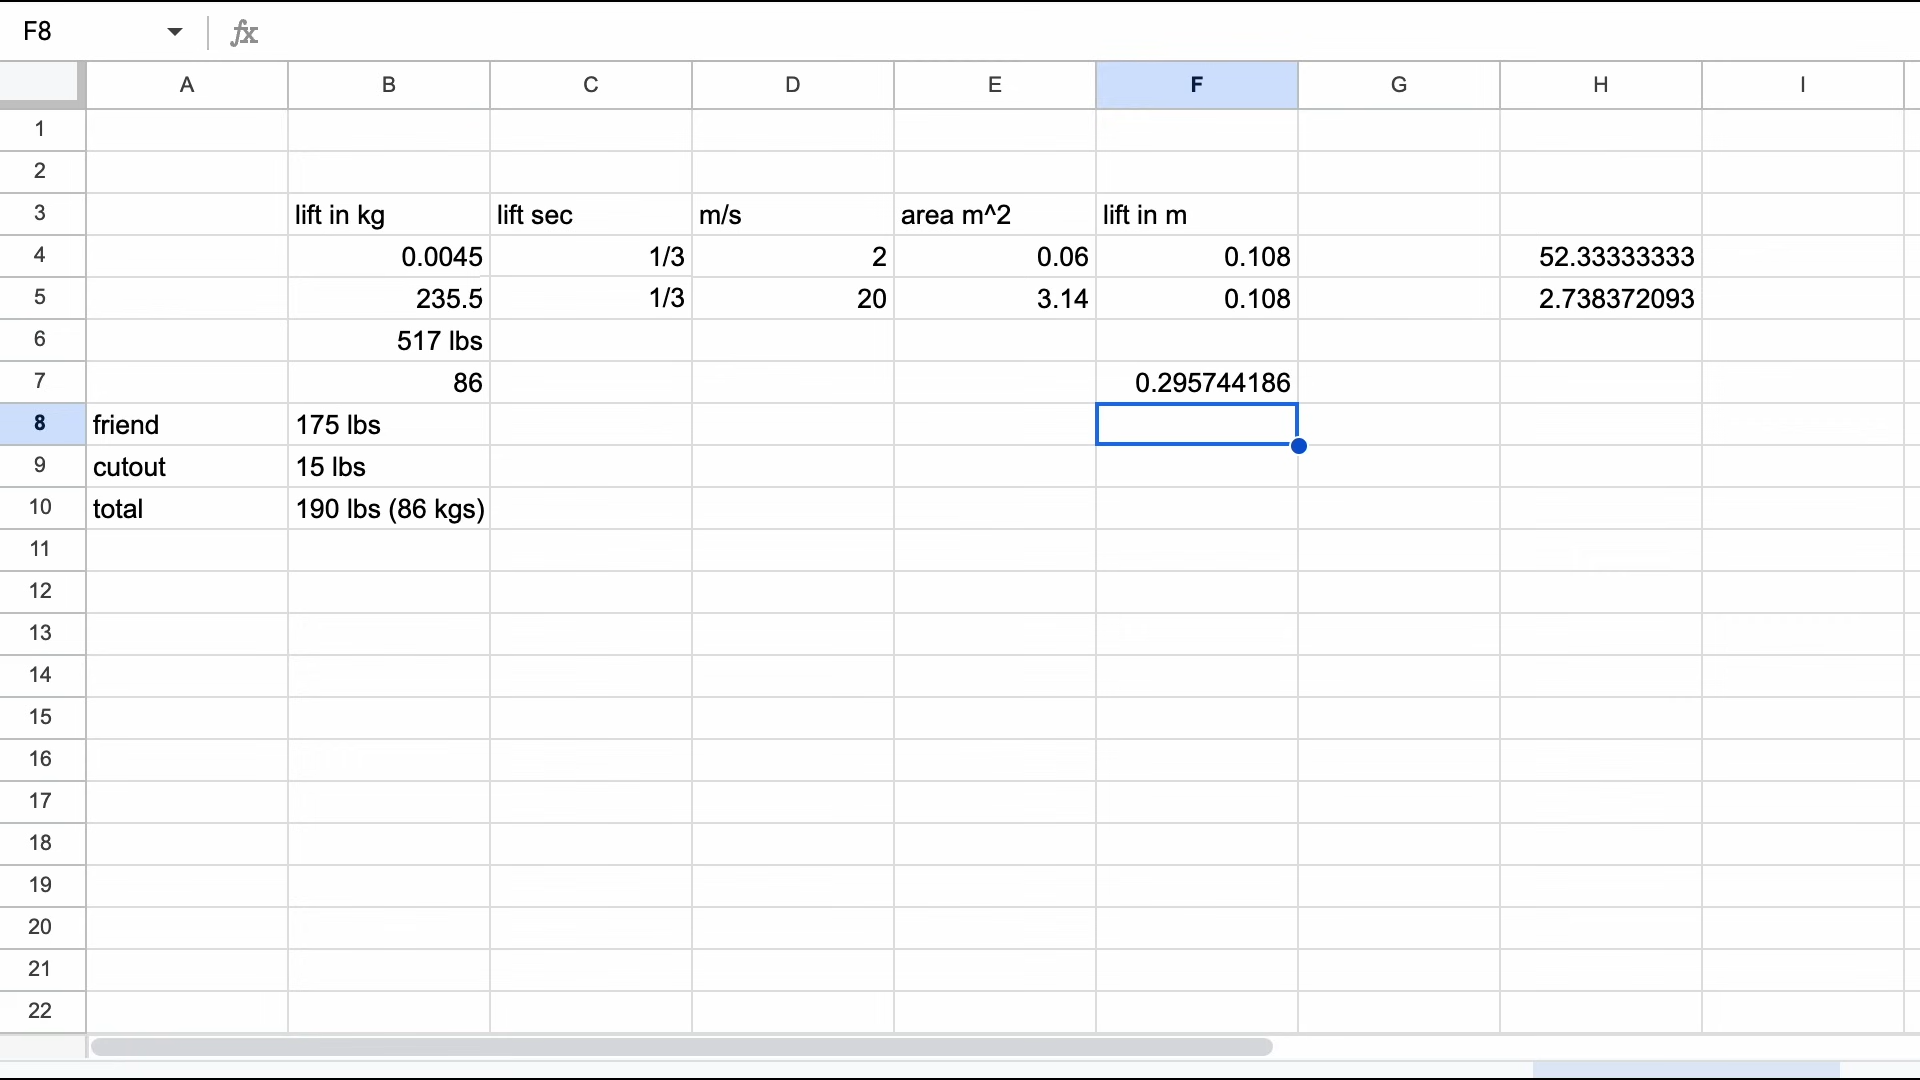 F8 fx
A B C D E F G H I
1
2
3 lift in kg lift sec m/s area m^2 lift in m
4 0.0045 1/3 2 0.06 0.108 52.33333333
5 235.5 1/3 20 3.14 0.108 2.738372093
6 517 lbs
7 86 0.295744186
8 friend 175 lbs
9 cutout 15 lbs
10 total 190 lbs (86 kgs)
11
12
13
14
15
16
17
18
19
20
21
22